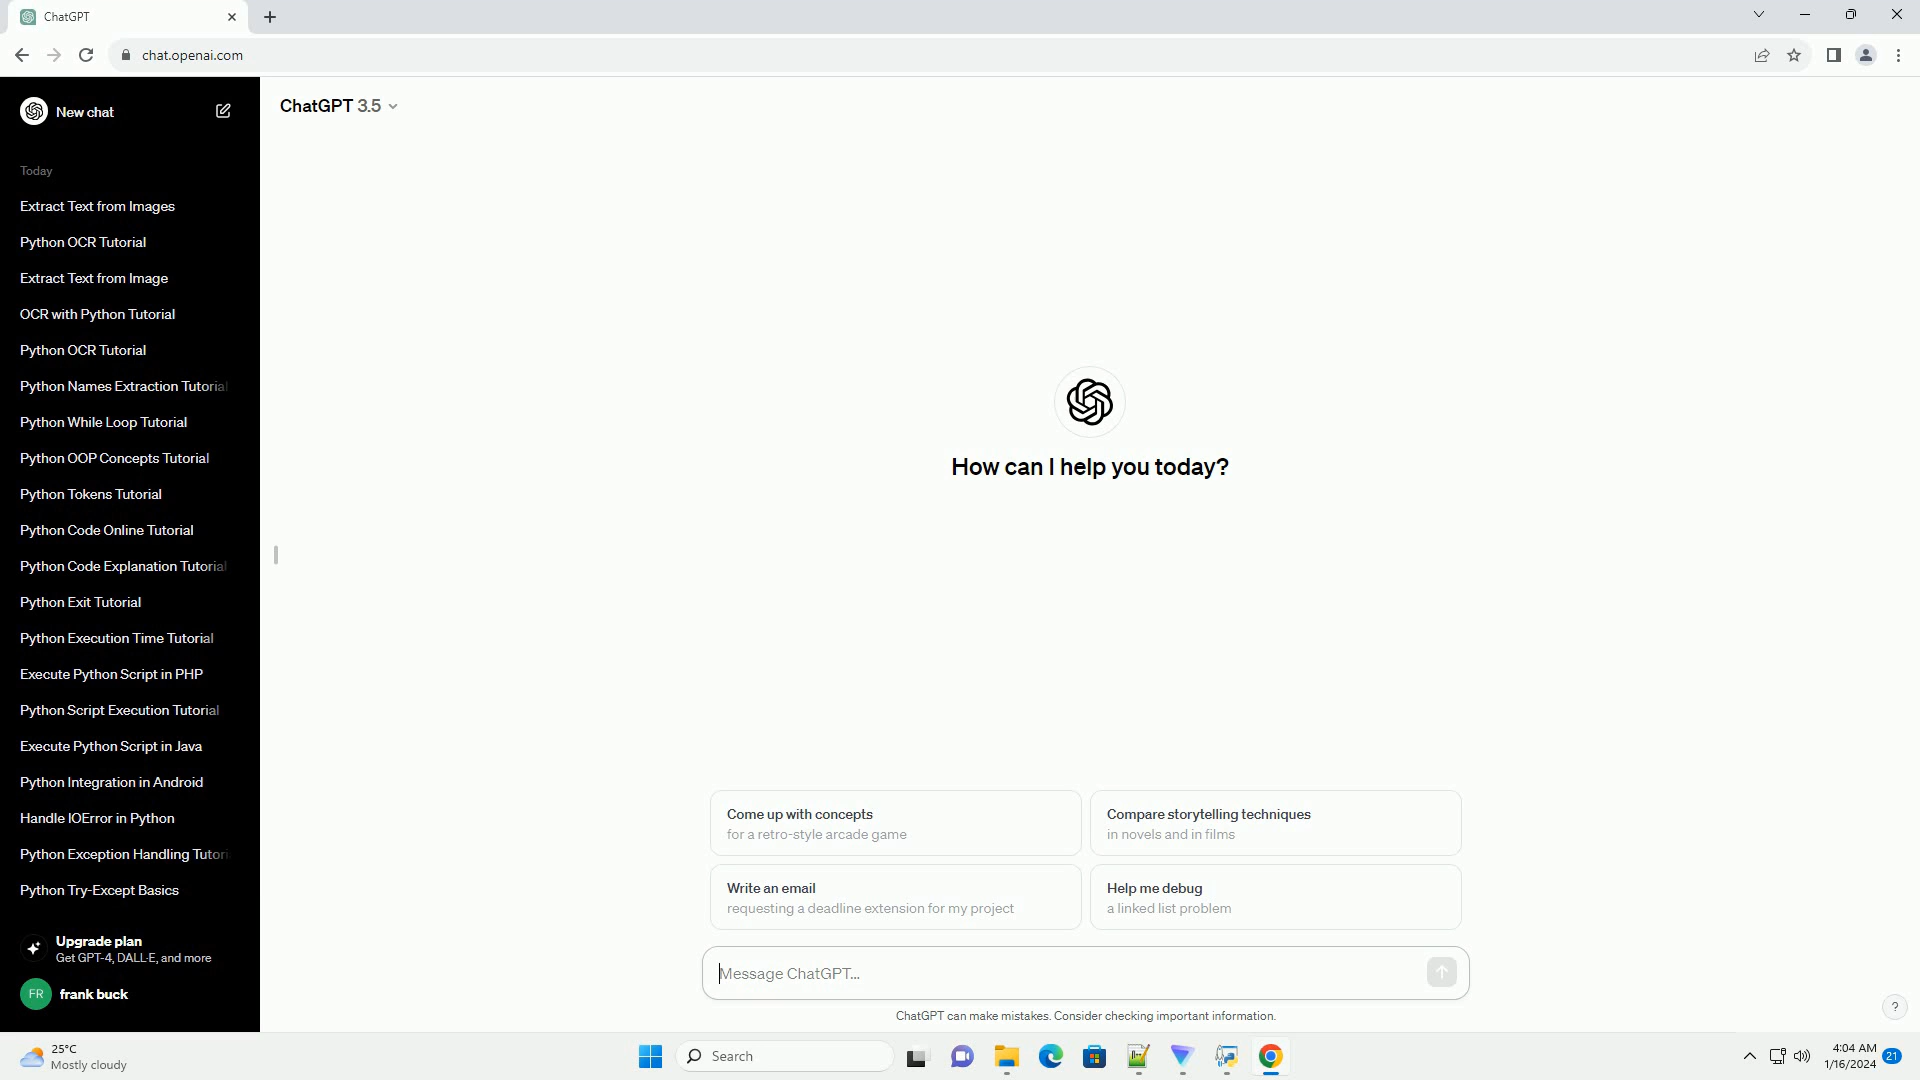 ChatGPT
chat.openai.com
New chat
ChatGPT 3.5
Today
Extract Text from Images
Python OCR Tutorial
Extract Text from Image
OCR with Python Tutorial
Python OCR Tutorial
Python Names Extraction Tutorial
Python While Loop Tutorial
Python OOP Concepts Tutorial
Python Tokens Tutorial
Python Code Online Tutorial
Python Code Explanation Tutorial
Python Exit Tutorial
Python Execution Time Tutorial
Execute Python Script in PHP
Python Script Execution Tutorial
Execute Python Script in Java
Python Integration in Android
Handle IOError in Python
Python Exception Handling Tutori
Python Try-Except Basics
Upgrade plan
Get GPT-4, DALL·E, and more
FR frank buck
How can I help you today?
Come up with concepts
for a retro-style arcade game
Compare storytelling techniques
in novels and in films
Write an email
requesting a deadline extension for my project
Help me debug
a linked list problem
Message ChatGPT...
ChatGPT can make mistakes. Consider checking important information.
?
25°C
Mostly cloudy
Search
4:04 AM
1/16/2024
21